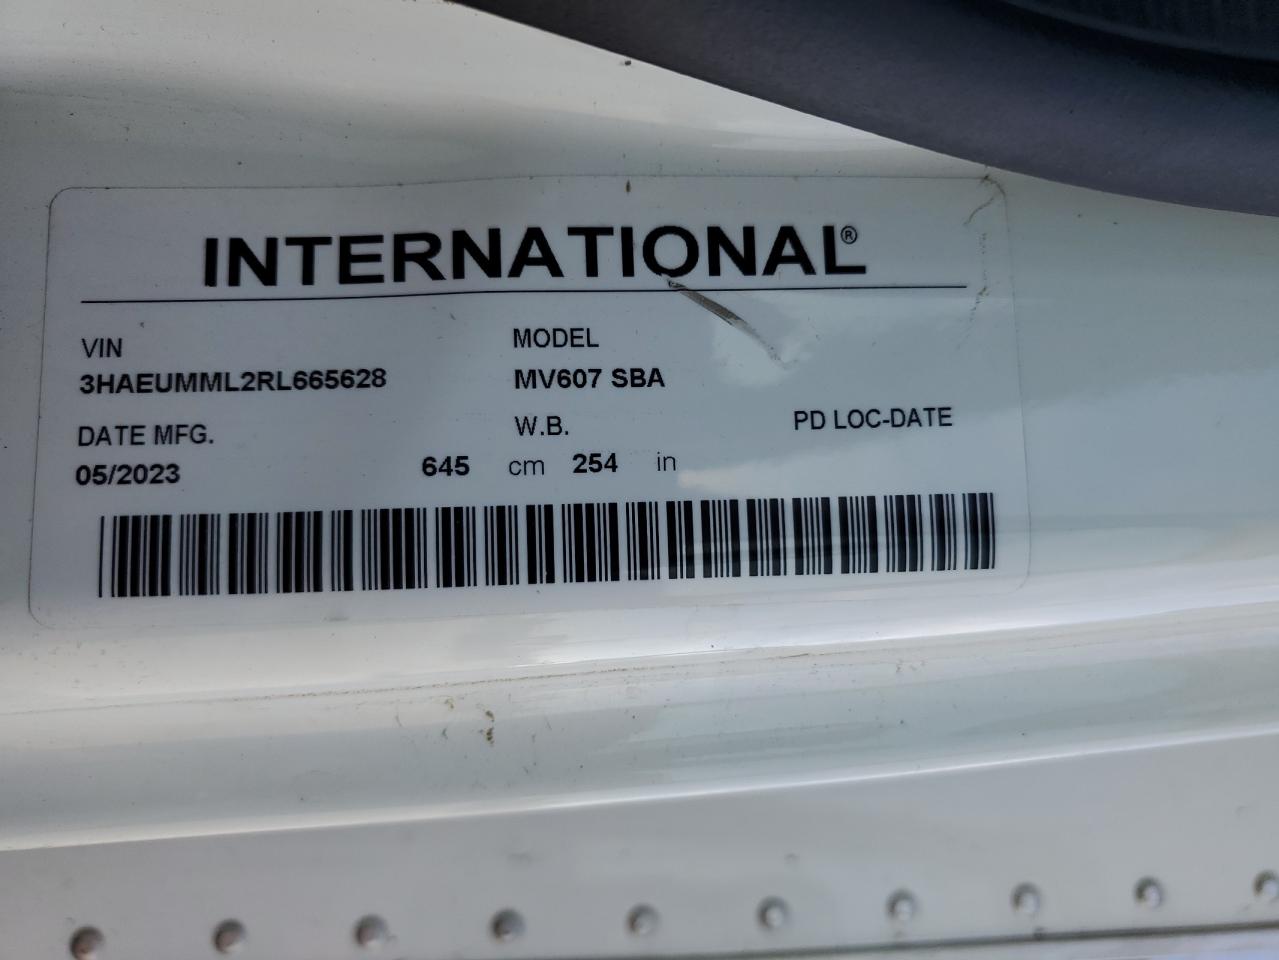 INTERNATIONAL®
VIN MODEL
3HAEUMML2RL665628 MV607 SBA
DATE MFG. W.B. PD LOC-DATE
05/2023 645 cm 254 in